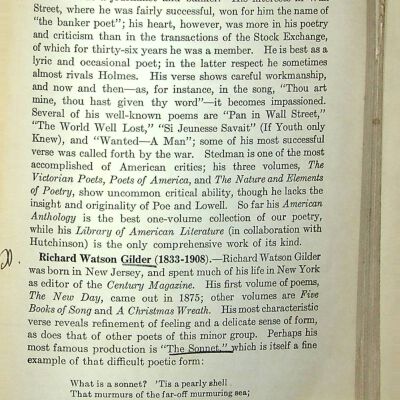 Street, where he was fairly successful, won for him the name of
"the banker poet"; his heart, however, was more in his poetry
and criticism than in the transactions of the Stock Exchange,
of which for thirty-six years he was a member. He is best as a
lyric and occasional poet; in the latter respect he sometimes
almost rivals Holmes. His verse shows careful workmanship,
and now and then—as, for instance, in the song, "Thou art
mine, thou hast given thy word"—it becomes impassioned.
Several of his well-known poems are "Pan in Wall Street,"
"The World Well Lost," "Si Jeunesse Savait" (If Youth only
Knew), and "Wanted—A Man"; some of his most successful
verse was called forth by the war. Stedman is one of the most
accomplished of American critics; his three volumes, The
Victorian Poets, Poets of America, and The Nature and Elements
of Poetry, show uncommon critical ability, though he lacks the
insight and originality of Poe and Lowell. So far his American
Anthology is the best one-volume collection of our poetry,
while his Library of American Literature (in collaboration with
Hutchinson) is the only comprehensive work of its kind.
Richard Watson Gilder (1833-1908).—Richard Watson Gilder
was born in New Jersey, and spent much of his life in New York
as editor of the Century Magazine. His first volume of poems,
The New Day, came out in 1875; other volumes are Five
Books of Song and A Christmas Wreath. His most characteristic
verse reveals refinement of feeling and a delicate sense of form,
as does that of other poets of this minor group. Perhaps his
most famous production is "The Sonnet," which is itself a fine
example of that difficult poetic form:
What is a sonnet? 'Tis a pearly shell
That murmurs of the far-off murmuring sea;